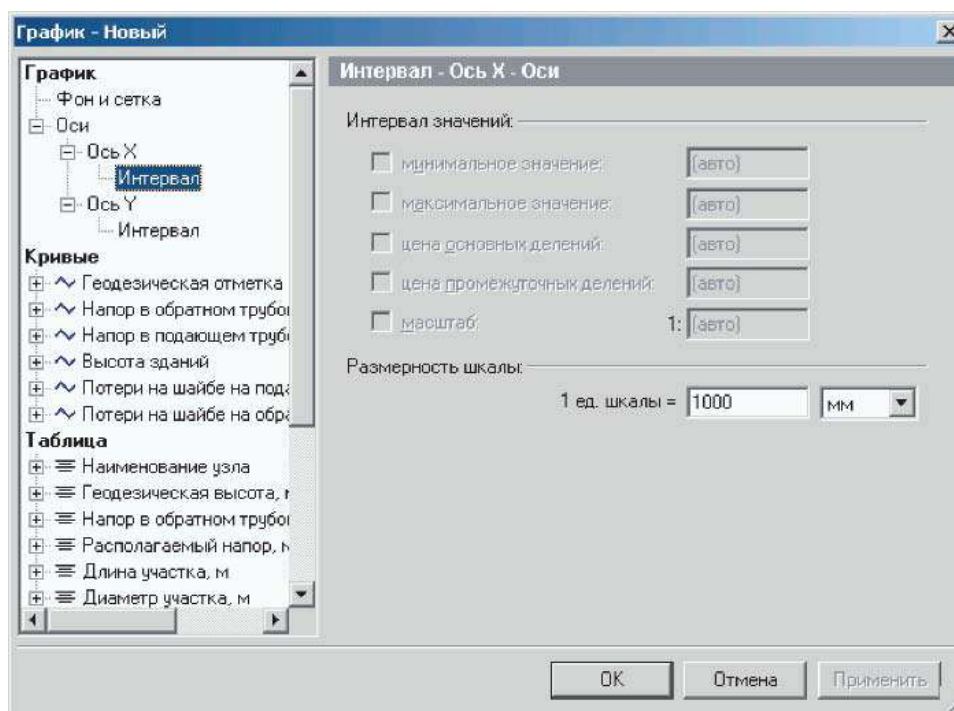 График - Новый
График
Фон и сетка
Оси
Ось X
Интервал
Ось Y
Интервал
Кривые
Геодезическая отметка
Напор в обратном трубо
Напор в подающем труб
Высота зданий
Потери на шайбе на пода
Потери на шайбе на обра
Таблица
Наименование узла
Геодезическая высота, м
Напор в обратном трубо
Располагаемый напор, м
Длина участка, м
Диаметр участка, м
Интервал - Ось X - Оси
Интервал значений:
минимальное значение: (авто)
максимальное значение: (авто)
цена основных делений: (авто)
цена промежуточных делений: (авто)
масштаб: 1: (авто)
Размерность шкалы:
1 ед. шкалы = 1000 мм
OK Отмена Применить